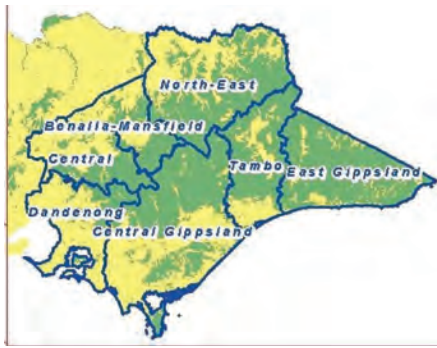 North-East
Benalla-Mansfield
Central
Tambo
East Gippsland
Dandenong
Central Gippsland